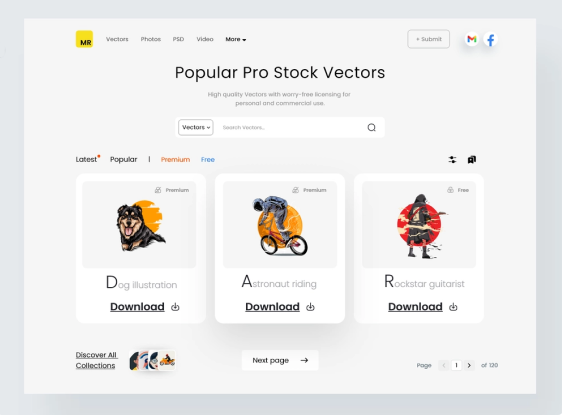 MR Vectors Photos PSD Video More + Submit
Popular Pro Stock Vectors
High quality Vectors with worry-free licensing for
personal and commercial use.
Vectors Search Vectors...
Latest Popular | Premium Free
Premium Premium Free
Dog illustration Astronaut riding Rockstar guitarist
Download Download Download
Discover All
Collections
Next page
Page 1 of 120